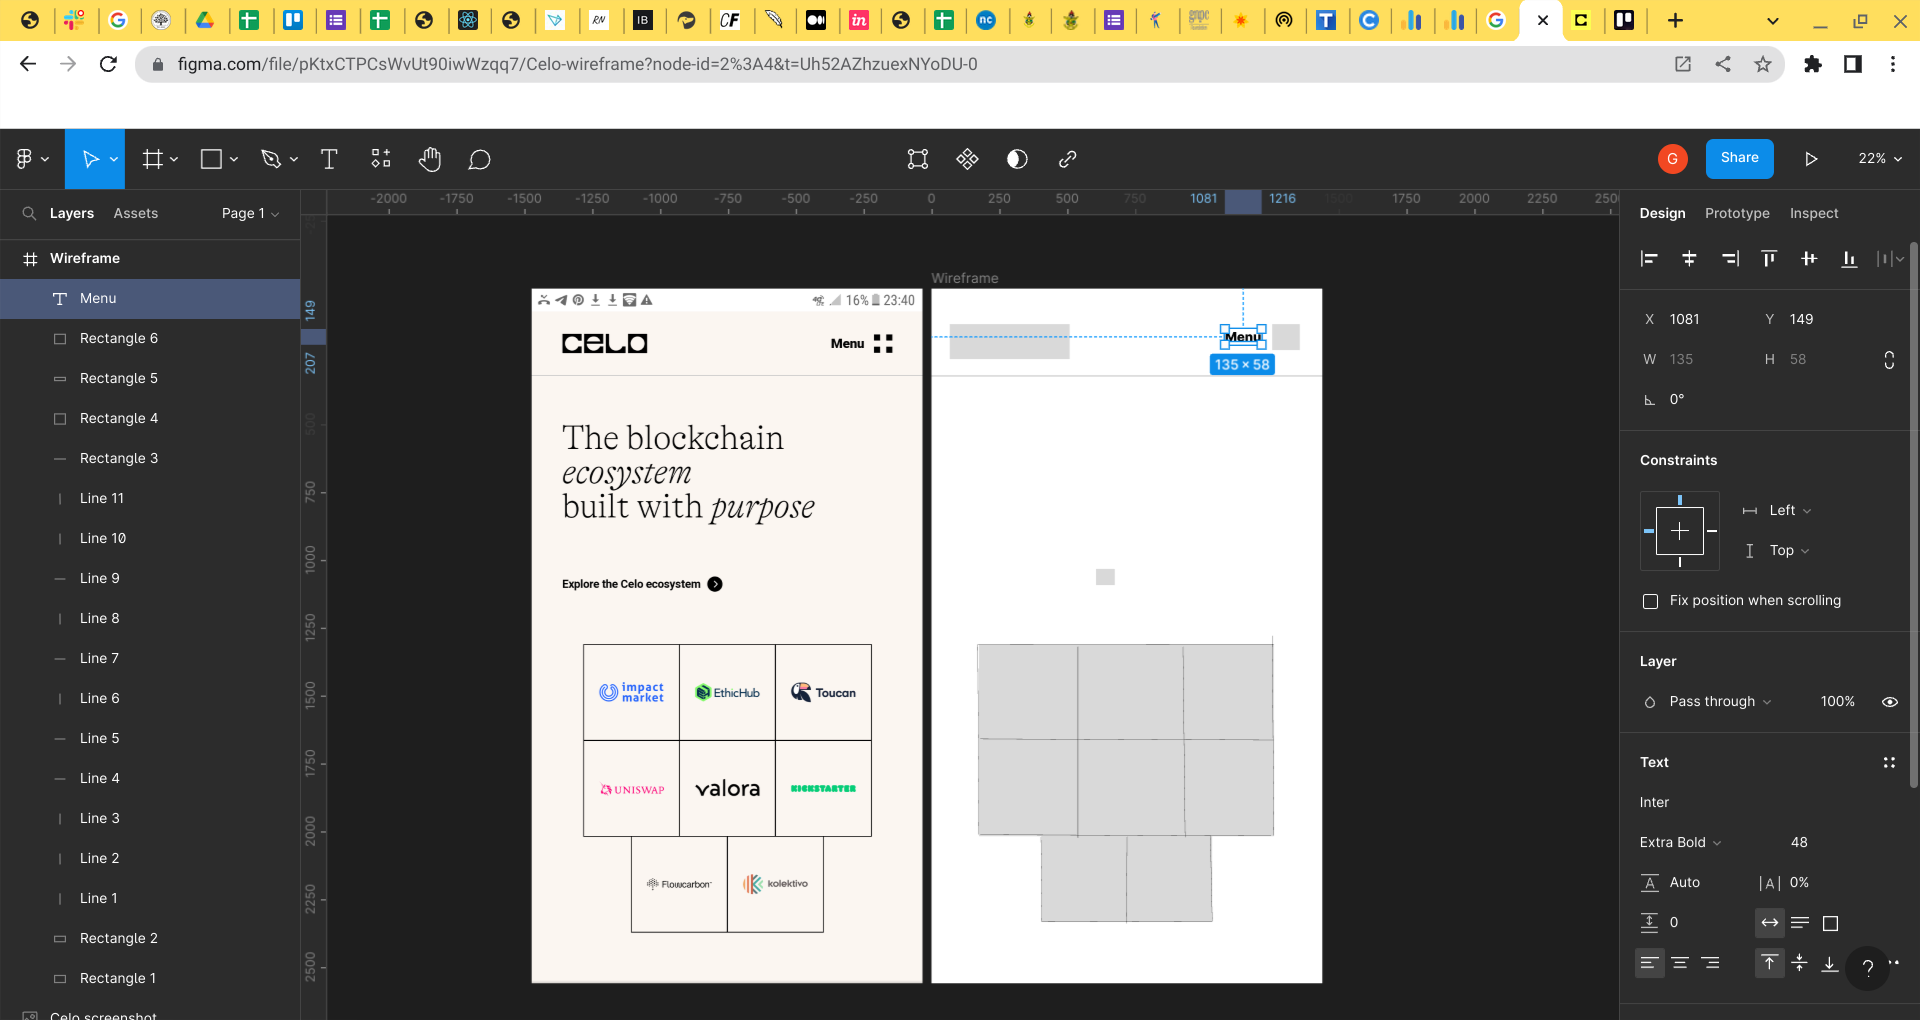 figma.com/file/pKtxCTPCsWvUt90iwWzqq7/Celo-wireframe?node-id=2%3A4&t=Uh52AZhzuexNYoDU-0
G Share 22%
Layers Assets Page 1
-2000 -1750 -1500 -1250 -1000 -750 -500 -250 0 250 500 750 1081 1216 1500 1750 2000 2250 2500
Design Prototype Inspect
Wireframe
Menu
Rectangle 6
Rectangle 5
Rectangle 4
Rectangle 3
Line 11
Line 10
Line 9
Line 8
Line 7
Line 6
Line 5
Line 4
Line 3
Line 2
Line 1
Rectangle 2
Rectangle 1
Celo screenshot
149
207
500
750
1000
1250
1500
1750
2000
2250
2500
16% 23:40
CELO
Menu
The blockchain
ecosystem
built with purpose
Explore the Celo ecosystem
impact
market
EthicHub
Toucan
UNISWAP
valora
KICKSTARTER
Flowcarbon
kolektivo
Wireframe
Menu
135 × 58
X 1081 Y 149
W 135 H 58
0°
Constraints
Left
Top
Fix position when scrolling
Layer
Pass through 100%
Text
Inter
Extra Bold 48
A Auto |A| 0%
0
?